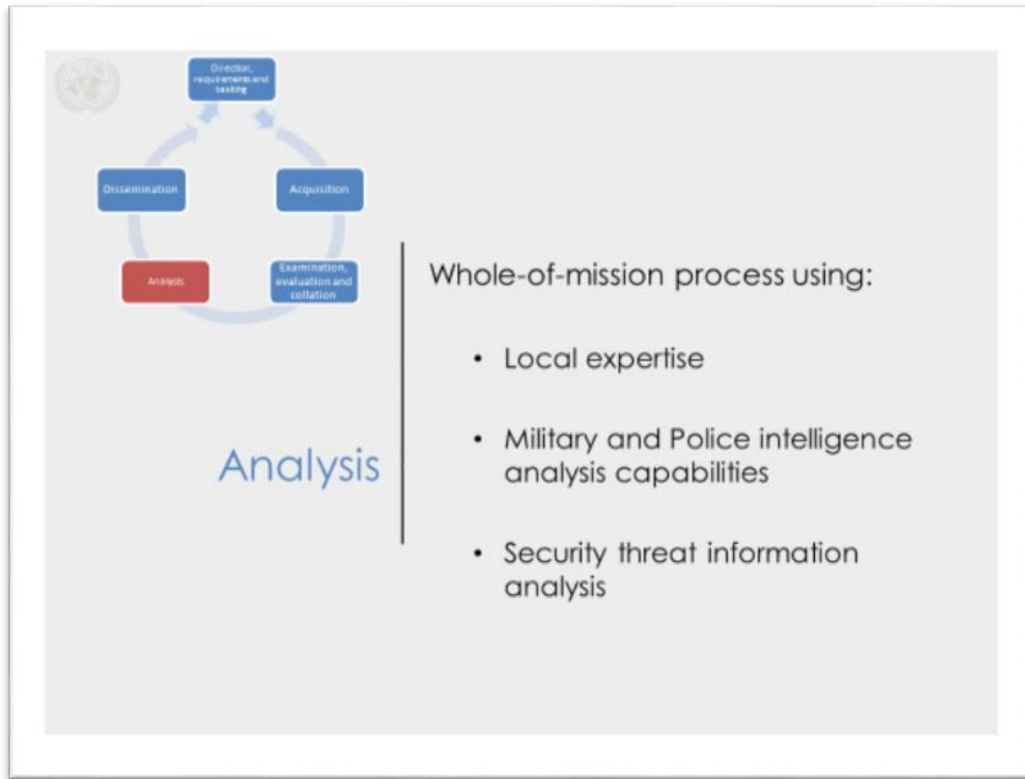 Direction,
requirements and
tasking
Dissemination
Acquisition
Analysis
Examination,
evaluation and
collation
Analysis
Whole-of-mission process using:
• Local expertise
• Military and Police intelligence
analysis capabilities
• Security threat information
analysis